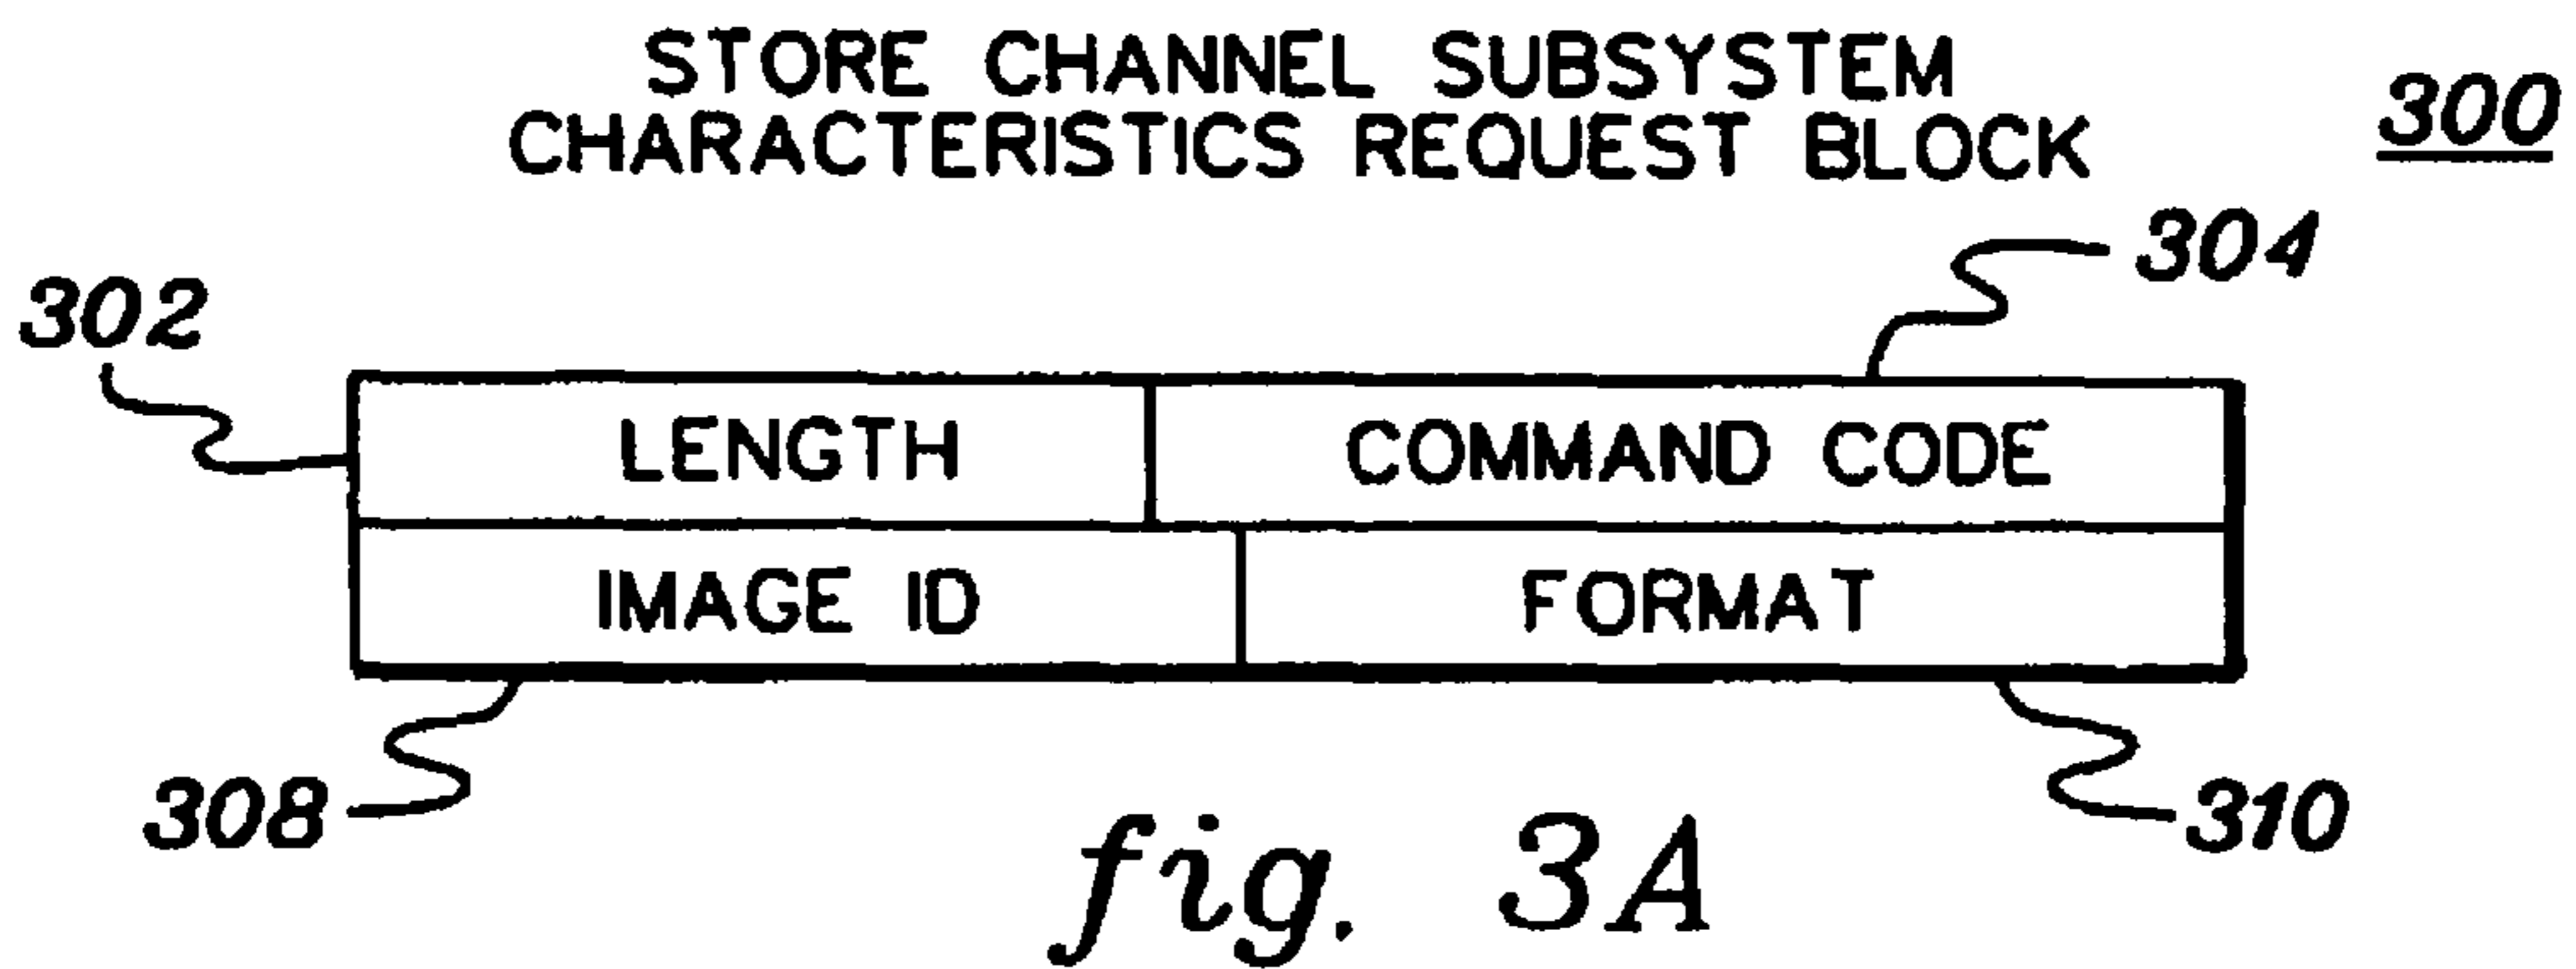 STORE CHANNEL SUBSYSTEM
CHARACTERISTICS REQUEST BLOCK
300
304
302
LENGTH COMMAND CODE
IMAGE ID FORMAT
308
310
fig. 3A